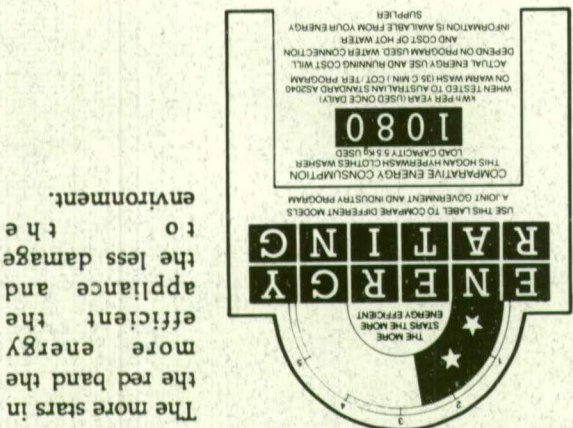 The more stars in
the red band the
more energy
efficient the
appliance and
the less damage
to the
environment.
1
2
3
4
5
THE MORE
STARS THE MORE
ENERGY EFFICIENT
ENERGY
RATING
USE THIS LABEL TO COMPARE DIFFERENT MODELS
A JOINT GOVERNMENT AND INDUSTRY PROGRAM
COMPARATIVE ENERGY CONSUMPTION
THIS HOGAN HYPERWASH CLOTHES WASHER
LOAD CAPACITY 5.5 Kg USED
1080
kWh PER YEAR (USED ONCE DAILY)
WHEN TESTED TO AUSTRALIAN STANDARD AS2040
ON WARM WASH (35 C MIN) COT/TER PROGRAM
ACTUAL ENERGY USE AND RUNNING COST WILL
DEPEND ON PROGRAM USED, WATER CONNECTION
AND COST OF HOT WATER
INFORMATION IS AVAILABLE FROM YOUR ENERGY
SUPPLIER